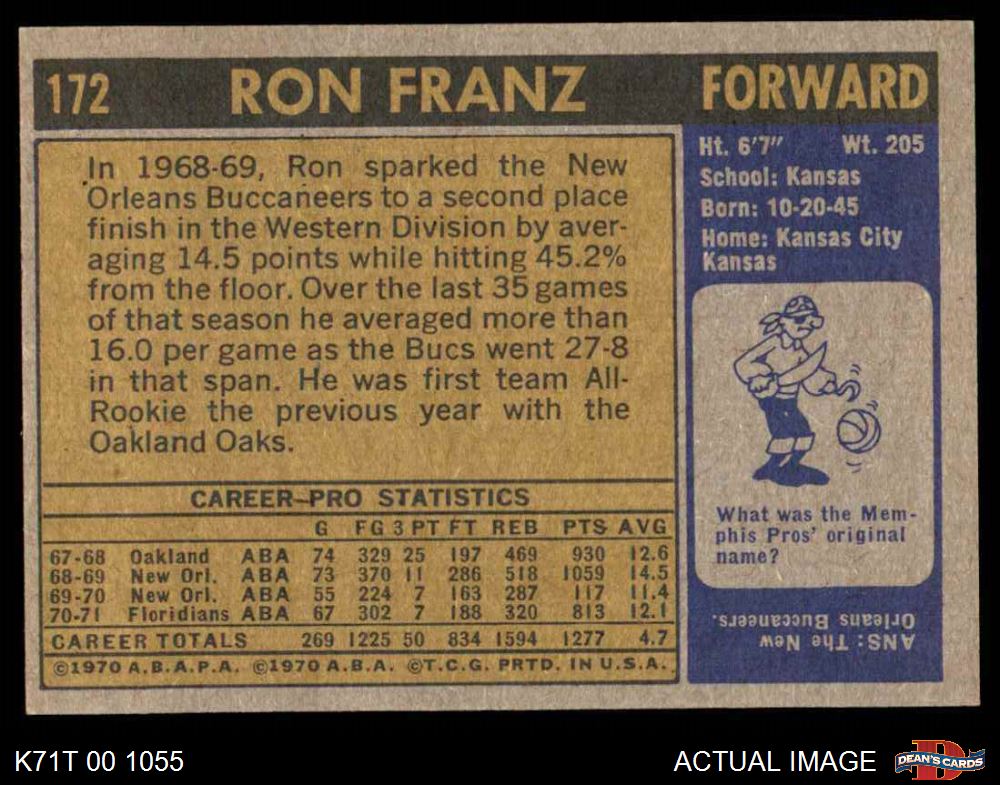 172 RON FRANZ FORWARD
In 1968-69, Ron sparked the New
Orleans Buccaneers to a second place
finish in the Western Division by aver-
aging 14.5 points while hitting 45.2%
from the floor. Over the last 35 games
of that season he averaged more than
16.0 per game as the Bucs went 27-8
in that span. He was first team All-
Rookie the previous year with the
Oakland Oaks.
CAREER-PRO STATISTICS
G FG 3 PT FT REB PTS AVG
67-68 Oakland ABA 74 329 25 197 469 930 12.6
68-69 New Orl. ABA 73 370 11 286 518 1059 14.5
69-70 New Orl. ABA 55 224 7 163 287 117 11.4
70-71 Floridians ABA 67 302 7 188 320 813 12.1
CAREER TOTALS 269 1225 50 834 1594 1277 4.7
©1970 A.B.A.P.A. ©1970 A.B.A. ©T.C.G. PRTD. IN U.S.A.
Ht. 6'7" Wt. 205
School: Kansas
Born: 10-20-45
Home: Kansas City
Kansas
What was the Mem-
phis Pros' original
name?
ANS: The New
Orleans Buccaneers.
K71T 00 1055 ACTUAL IMAGE DEAN'S CARDS